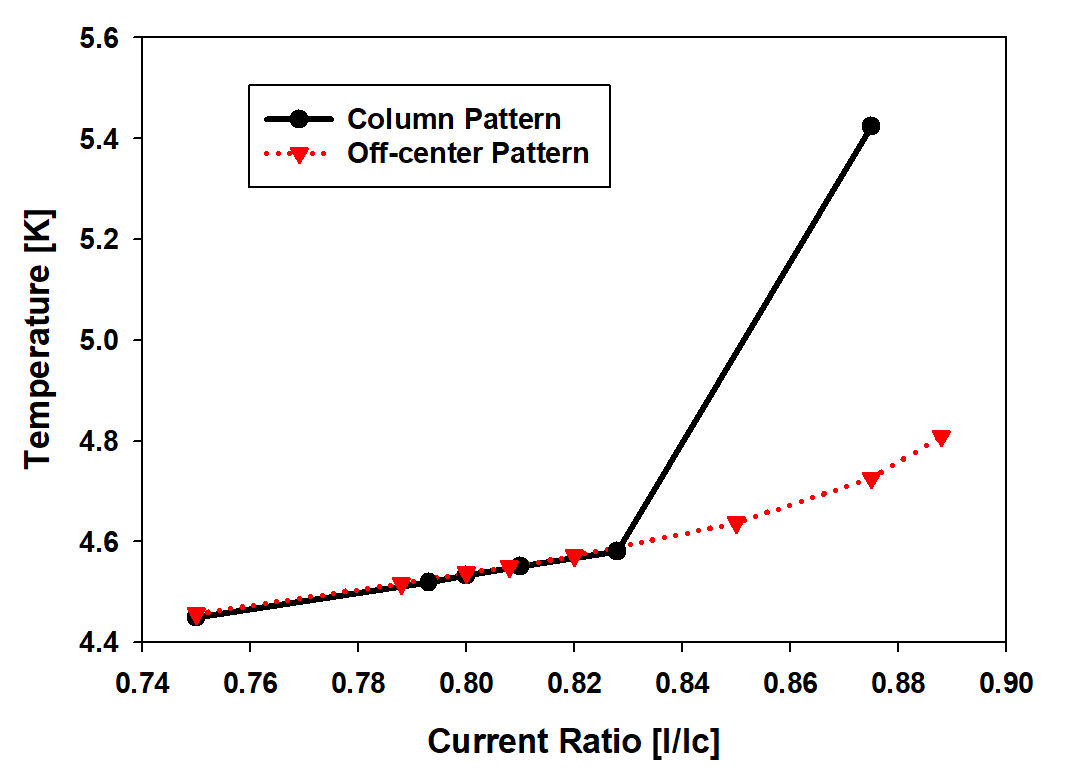 5.6
5.4
5.2
5.0
4.8
4.6
4.4
Temperature [K]
Column Pattern
Off-center Pattern
0.74 0.76 0.78 0.80 0.82 0.84 0.86 0.88 0.90
Current Ratio [I/Ic]